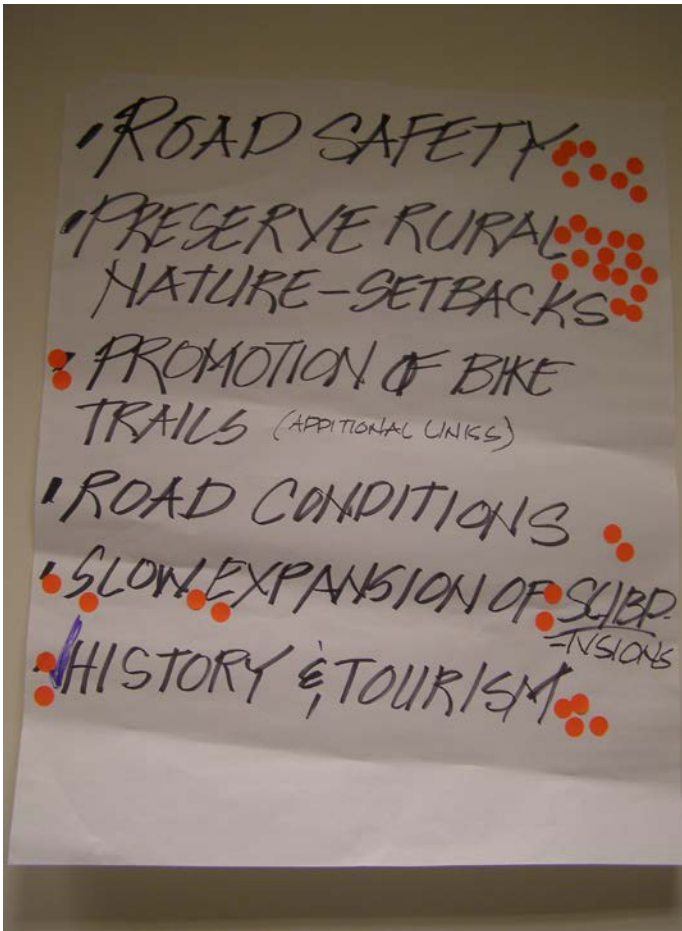 ROAD SAFETY
PRESERVE RURAL
NATURE-SETBACKS
PROMOTION OF BIKE
TRAILS (ADDITIONAL LINKS)
ROAD CONDITIONS
SLOW EXPANSION OF SUBD-
-IVSIONS
HISTORY & TOURISM